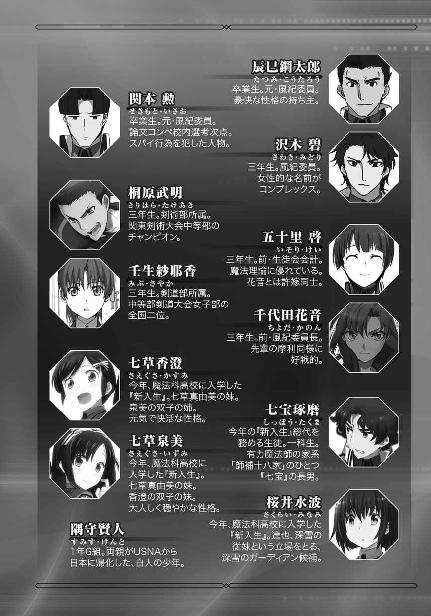 辰巳鋼太郎
たつみ・こうたろう
卒業生。元・風紀委員。
豪快な性格の持ち主。
関本 勲
せきもと・いさお
卒業生。元・風紀委員。
論文コンペ校内選考次点。
スパイ行為を犯した人物。
沢木 碧
さわき・みどり
三年生。風紀委員。
女性的な名前が
コンプレックス。
桐原武明
きりはら・たけあき
三年生。剣術部所属。
関東剣術大会中等部の
チャンピオン。
五十里 啓
いそり・けい
三年生。前・生徒会会計。
魔法理論に優れている。
花音とは許嫁同士。
壬生紗耶香
みぶ・さやか
三年生。剣道部所属。
中等部剣道大会女子部の
全国二位。
千代田花音
ちよだ・かのん
三年生。前・風紀委員長。
先輩の摩利同様に
好戦的。
七草香澄
さえぐさ・かすみ
今年、魔法科高校に入学した
『新入生』。七草真由美の妹。
泉美の双子の姉。
元気で快活な性格。
七宝琢磨
しっぽう・たくま
今年の『新入生』総代を
務める生徒。一科生。
有力魔法師の家系
『師補十八家』のひとつ
『七宝』の長男。
七草泉美
さえぐさ・いずみ
今年、魔法科高校に
入学した『新入生』。
七草真由美の妹。
香澄の双子の妹。
大人しく穏やかな性格。
桜井水波
さくらい・みなみ
今年、魔法科高校に入学した
『新入生』。達也、深雪の
従妹という立場をとる、
深雪のガーディアン候補。
隅守賢人
すみす・けんと
1年G組。両親がUSNAから
日本に帰化した、白人の少年。